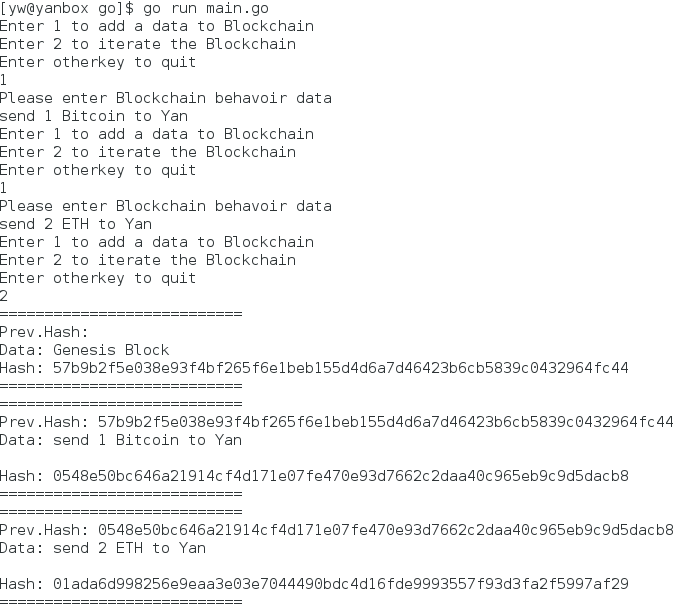 [yw@yanbox go]$ go run main.go
Enter 1 to add a data to Blockchain
Enter 2 to iterate the Blockchain
Enter otherkey to quit
1
Please enter Blockchain behavoir data
send 1 Bitcoin to Yan
Enter 1 to add a data to Blockchain
Enter 2 to iterate the Blockchain
Enter otherkey to quit
1
Please enter Blockchain behavoir data
send 2 ETH to Yan
Enter 1 to add a data to Blockchain
Enter 2 to iterate the Blockchain
Enter otherkey to quit
2
===========================
Prev.Hash:
Data: Genesis Block
Hash: 57b9b2f5e038e93f4bf265f6e1beb155d4d6a7d46423b6cb5839c0432964fc44
===========================
===========================
Prev.Hash: 57b9b2f5e038e93f4bf265f6e1beb155d4d6a7d46423b6cb5839c0432964fc44
Data: send 1 Bitcoin to Yan
Hash: 0548e50bc646a21914cf4d171e07fe470e93d7662c2daa40c965eb9c9d5dacb8
===========================
===========================
Prev.Hash: 0548e50bc646a21914cf4d171e07fe470e93d7662c2daa40c965eb9c9d5dacb8
Data: send 2 ETH to Yan
Hash: 01ada6d998256e9eaa3e03e7044490bdc4d16fde9993557f93d3fa2f5997af29
===========================